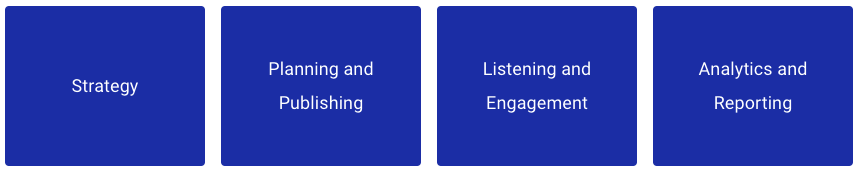 Strategy
Planning and
Publishing
Listening and
Engagement
Analytics and
Reporting